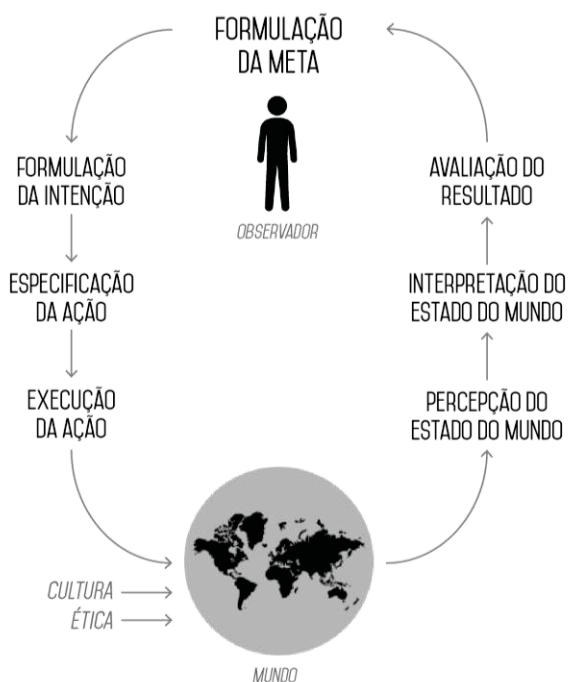 FORMULAÇÃO
DA META
OBSERVADOR
FORMULAÇÃO
DA INTENÇÃO
ESPECIFICAÇÃO
DA AÇÃO
EXECUÇÃO
DA AÇÃO
CULTURA
ÉTICA
MUNDO
PERCEPÇÃO DO
ESTADO DO MUNDO
INTERPRETAÇÃO DO
ESTADO DO MUNDO
AVALIAÇÃO DO
RESULTADO